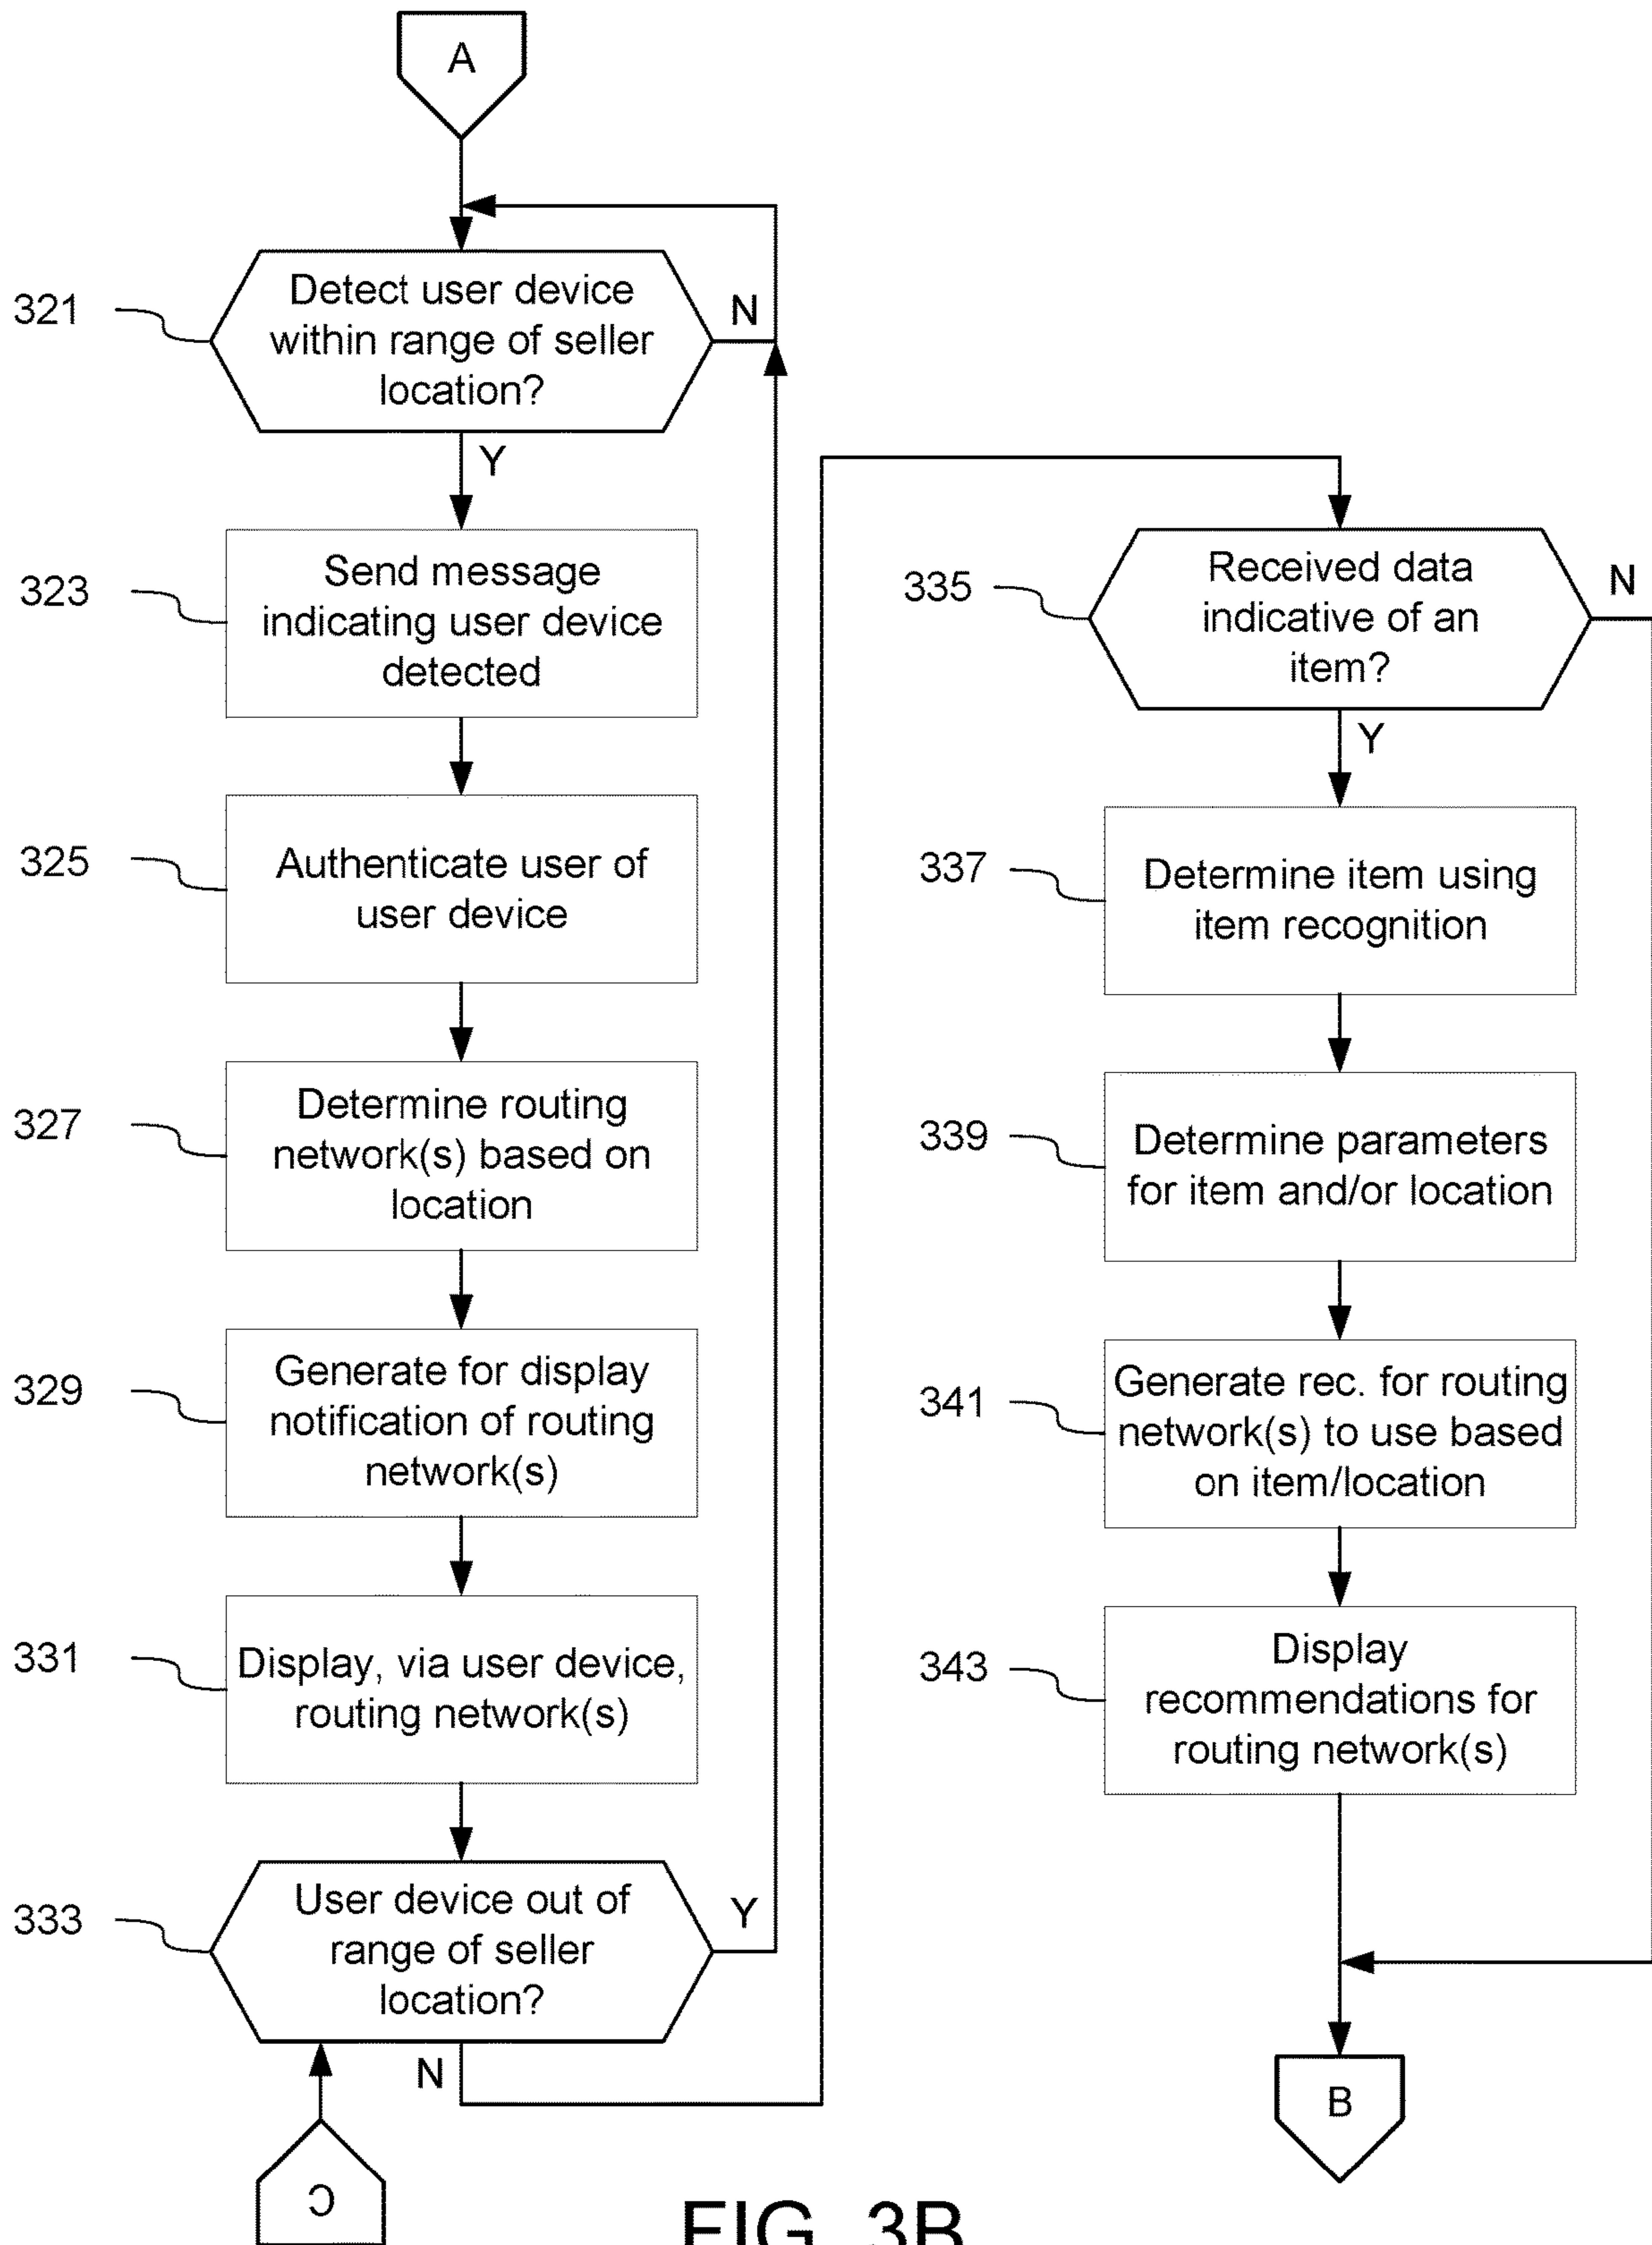 A
321
Detect user device
within range of seller
location?
N
Y
323
Send message
indicating user device
detected
325
Authenticate user of
user device
327
Determine routing
network(s) based on
location
329
Generate for display
notification of routing
network(s)
331
Display, via user device,
routing network(s)
333
User device out of
range of seller
location?
Y
N
C
335
Received data
indicative of an
item?
N
Y
337
Determine item using
item recognition
339
Determine parameters
for item and/or location
341
Generate rec. for routing
network(s) to use based
on item/location
343
Display
recommendations for
routing network(s)
B
FIG. 3B